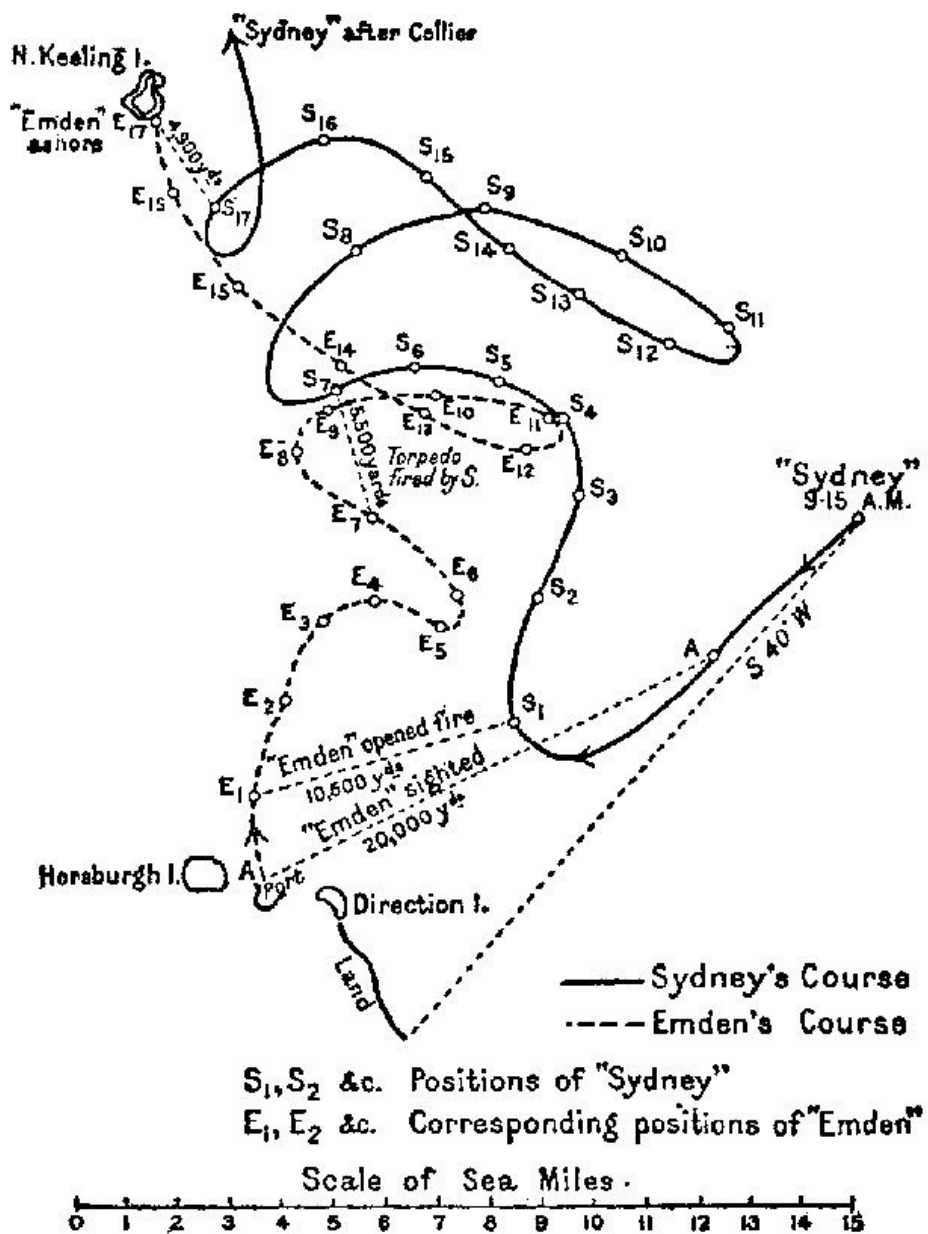 "Sydney" after Collier
N. Keeling I.
"Emden" E17
ashore
4,900 yds
S16
S15
S9
E15
S17
S8
S14
S10
E15
S13
S11
S12
E14
S6
S5
S7
E10
S4
E9
E13
E11
E8
5,500 yards
Torpedo
fired by S.
E12
"Sydney"
9-15 A.M.
S3
E7
E6
E4
S2
E3
E5
A
S 40° W
E2
S1
"Emden" opened fire
10,500 yds
E1
"Emden" sighted
20,000 yds
Horsburgh I.
A
Port
Direction I.
Land
Sydney's Course
Emden's Course
S1, S2 &c. Positions of "Sydney"
E1, E2 &c. Corresponding positions of "Emden"
Scale of Sea Miles.
0 1 2 3 4 5 6 7 8 9 10 11 12 13 14 15